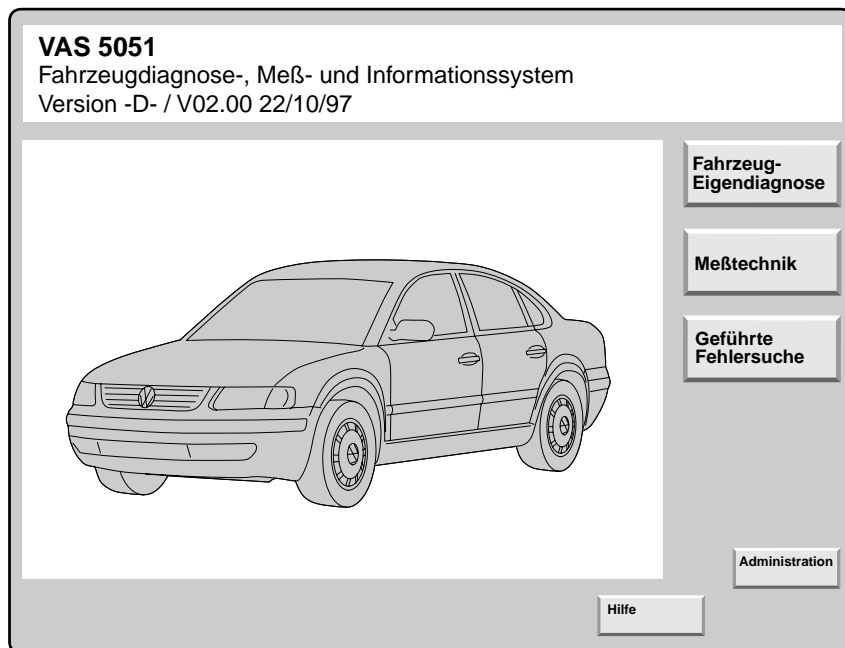 VAS 5051
Fahrzeugdiagnose-, Meß- und Informationssystem
Version -D- / V02.00 22/10/97
Fahrzeug-
Eigendiagnose
Meßtechnik
Geführte
Fehlersuche
Administration
Hilfe